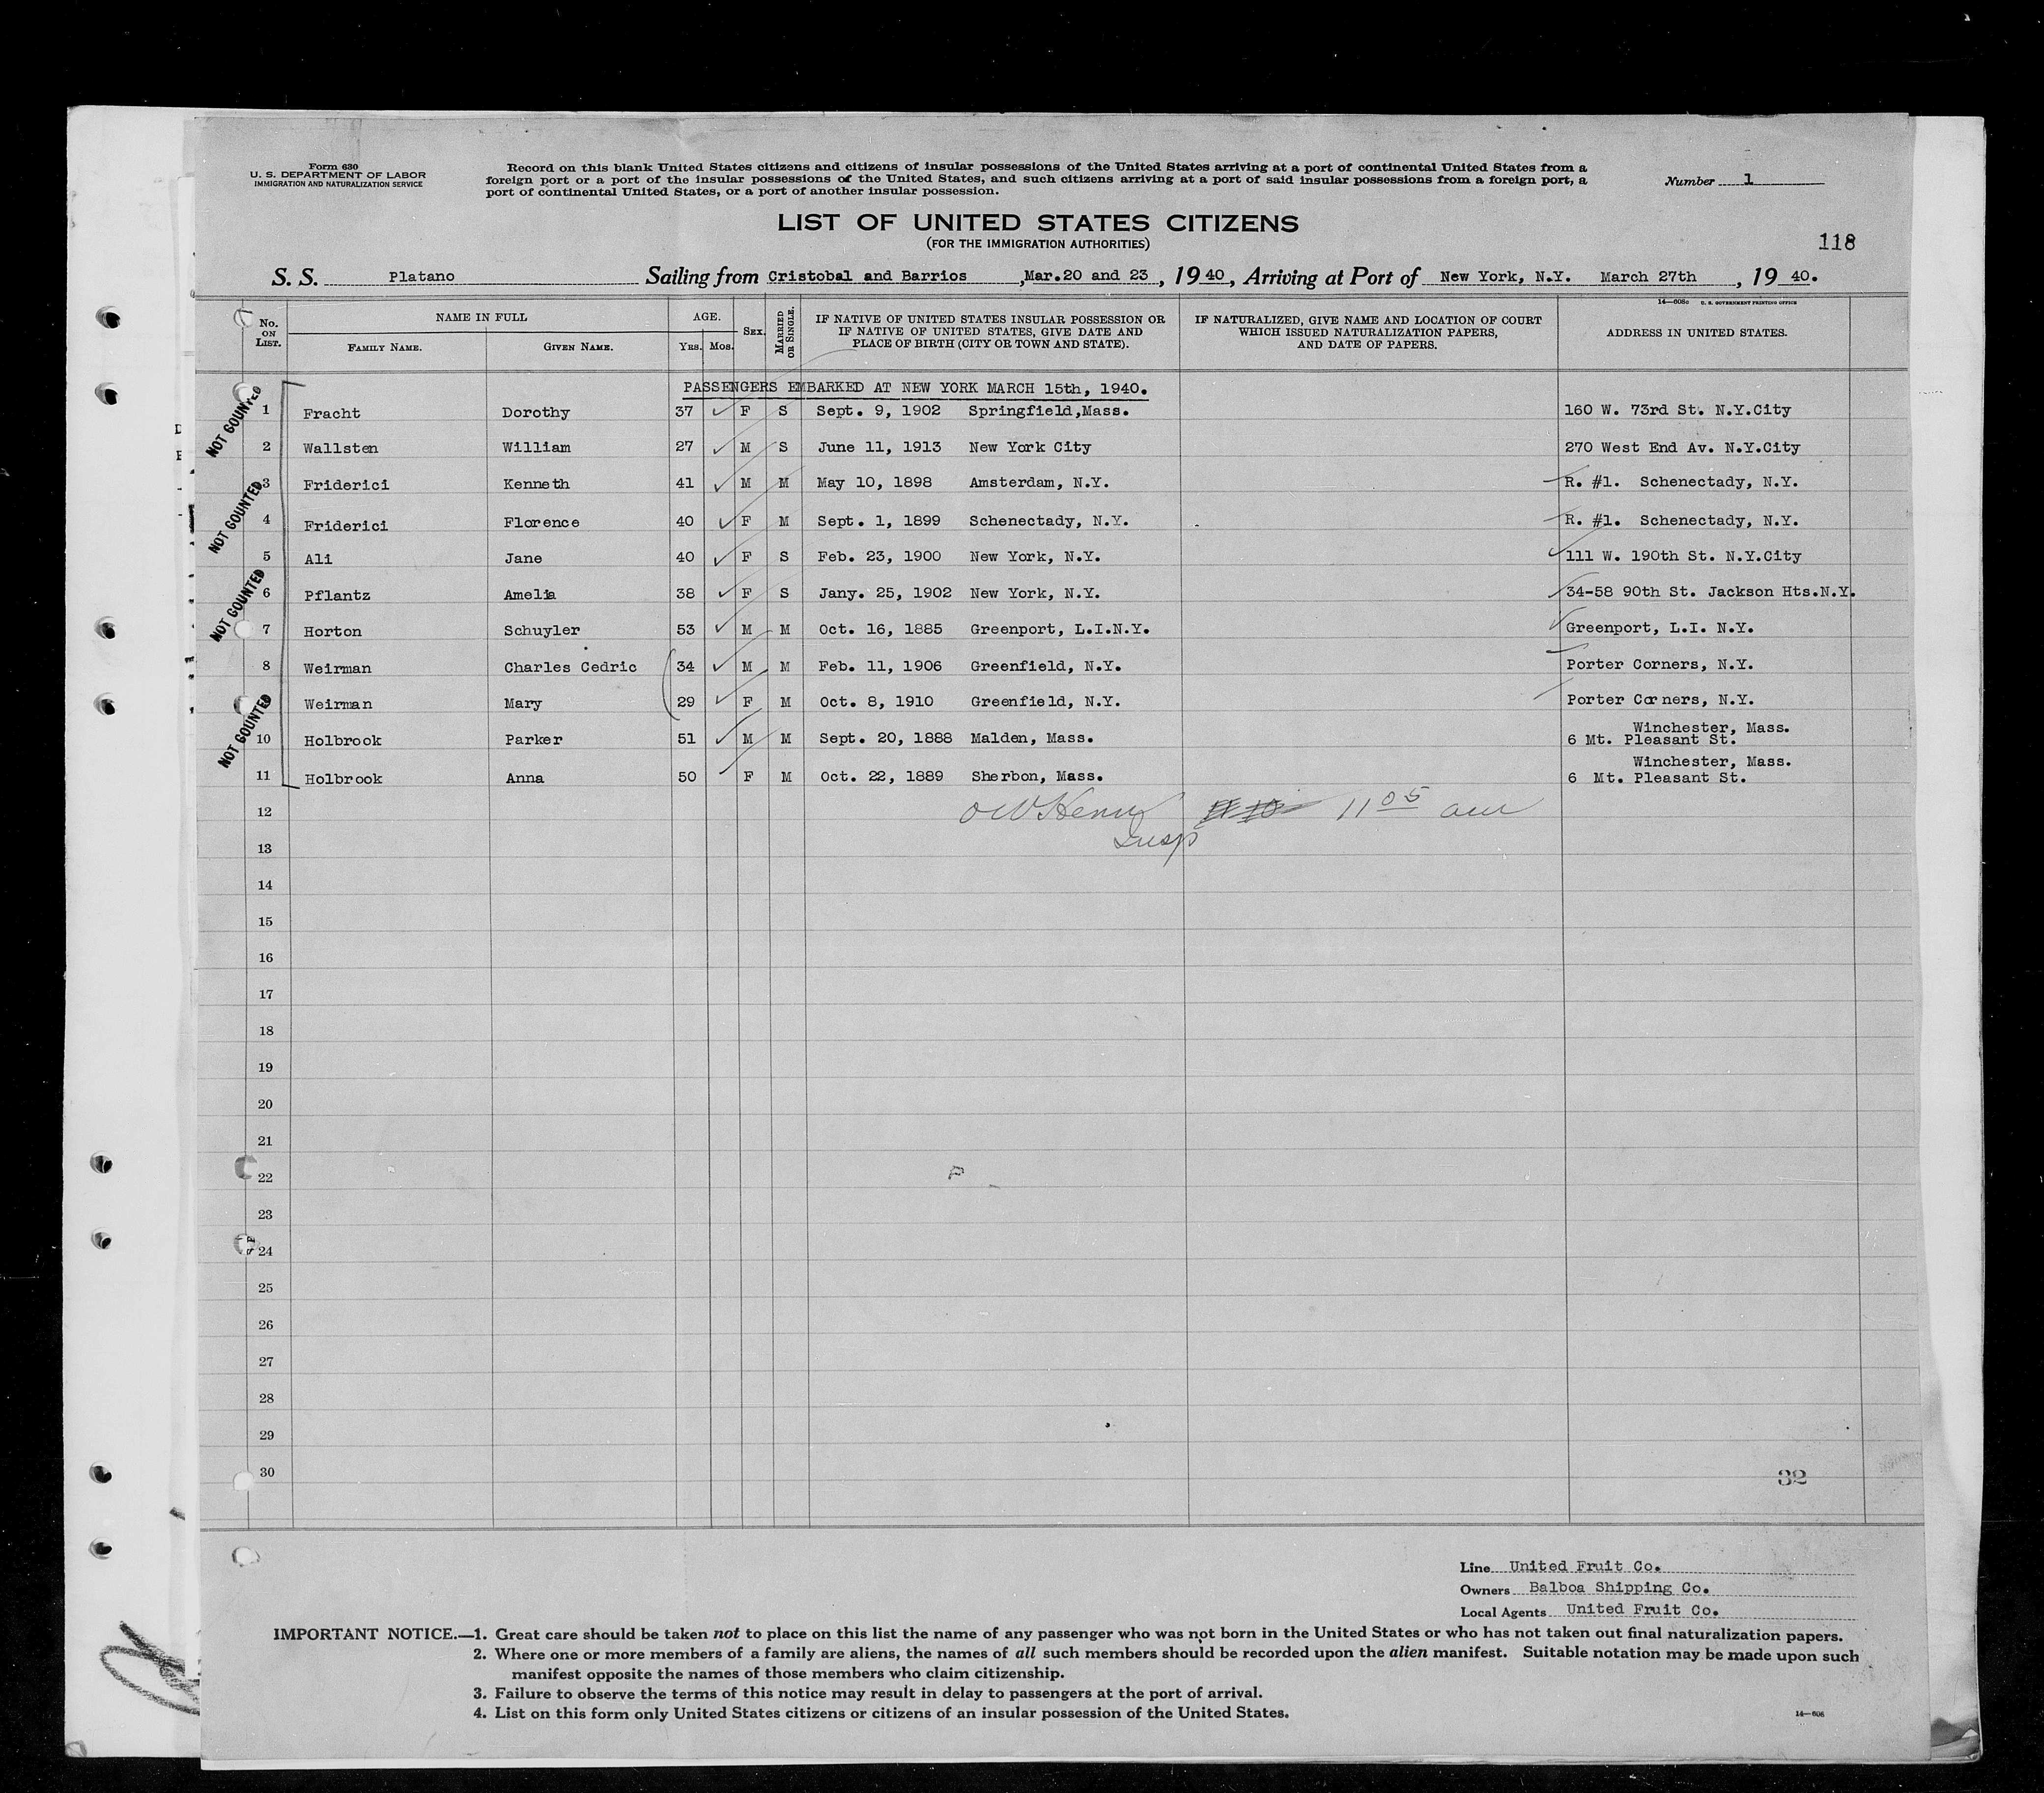 Form 630
U. S. DEPARTMENT OF LABOR
IMMIGRATION AND NATURALIZATION SERVICE
Record on this blank United States citizens and citizens of insular possessions of the United States arriving at a port of continental United States from a
foreign port or a port of the insular possessions of the United States, and such citizens arriving at a port of said insular possessions from a foreign port, a
port of continental United States, or a port of another insular possession.
Number 1
LIST OF UNITED STATES CITIZENS
(FOR THE IMMIGRATION AUTHORITIES)
118
S. S. Platano Sailing from Cristobal and Barrios , Mar.20 and 23 , 19 40 , Arriving at Port of New York, N.Y. March 27th , 19 40.
14—608c U. S. GOVERNMENT PRINTING OFFICE
No. ON LIST. NAME IN FULL FAMILY NAME. GIVEN NAME. AGE. YRS. MOS. SEX. MARRIED OR SINGLE. IF NATIVE OF UNITED STATES INSULAR POSSESSION OR IF NATIVE OF UNITED STATES, GIVE DATE AND PLACE OF BIRTH (CITY OR TOWN AND STATE). IF NATURALIZED, GIVE NAME AND LOCATION OF COURT WHICH ISSUED NATURALIZATION PAPERS, AND DATE OF PAPERS. ADDRESS IN UNITED STATES.
PASSENGERS EMBARKED AT NEW YORK MARCH 15th, 1940.
NOT COUNTED
1 Fracht Dorothy 37 F S Sept. 9, 1902 Springfield,Mass. 160 W. 73rd St. N.Y.City
2 Wallsten William 27 M S June 11, 1913 New York City 270 West End Av. N.Y.City
NOT COUNTED
3 Friderici Kenneth 41 M M May 10, 1898 Amsterdam, N.Y. R. #1. Schenectady, N.Y.
4 Friderici Florence 40 F M Sept. 1, 1899 Schenectady, N.Y. R. #1. Schenectady, N.Y.
5 Ali Jane 40 F S Feb. 23, 1900 New York, N.Y. 111 W. 190th St. N.Y.City
NOT COUNTED
6 Pflantz Amelia 38 F S Jany. 25, 1902 New York, N.Y. 34-58 90th St. Jackson Hts.N.Y.
7 Horton Schuyler 53 M M Oct. 16, 1885 Greenport, L.I.N.Y. Greenport, L.I. N.Y.
8 Weirman Charles Cedric 34 M M Feb. 11, 1906 Greenfield, N.Y. Porter Corners, N.Y.
9 Weirman Mary 29 F M Oct. 8, 1910 Greenfield, N.Y. Porter Corners, N.Y.
NOT COUNTED
Winchester, Mass.
10 Holbrook Parker 51 M M Sept. 20, 1888 Malden, Mass. 6 Mt. Pleasant St.
Winchester, Mass.
11 Holbrook Anna 50 F M Oct. 22, 1889 Sherbon, Mass. 6 Mt. Pleasant St.
12 11 05 am
13 Insp
14
15
16
17
18
19
20
21
22
23
24
25
26
27
28
29
30
32
Line United Fruit Co.
Owners Balboa Shipping Co.
Local Agents United Fruit Co.
IMPORTANT NOTICE.—1. Great care should be taken not to place on this list the name of any passenger who was not born in the United States or who has not taken out final naturalization papers.
2. Where one or more members of a family are aliens, the names of all such members should be recorded upon the alien manifest. Suitable notation may be made upon such
manifest opposite the names of those members who claim citizenship.
3. Failure to observe the terms of this notice may result in delay to passengers at the port of arrival.
4. List on this form only United States citizens or citizens of an insular possession of the United States.
14—608